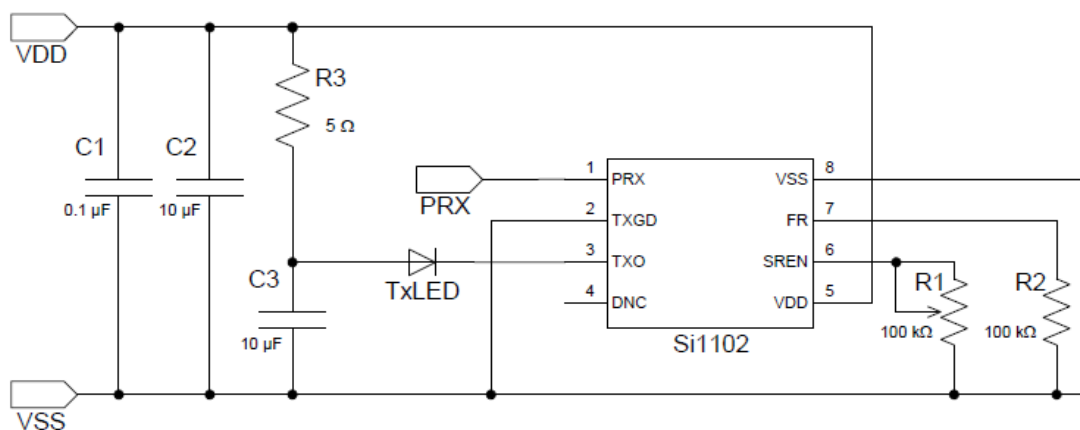 VDD
R3
5 Ω
C1
C2
0.1 µF
10 µF
PRX
1
PRX
VSS
8
2
TXGD
FR
7
3
TXO
SREN
6
4
DNC
VDD
5
TxLED
C3
10 µF
Si1102
R1
100 kΩ
R2
100 kΩ
VSS